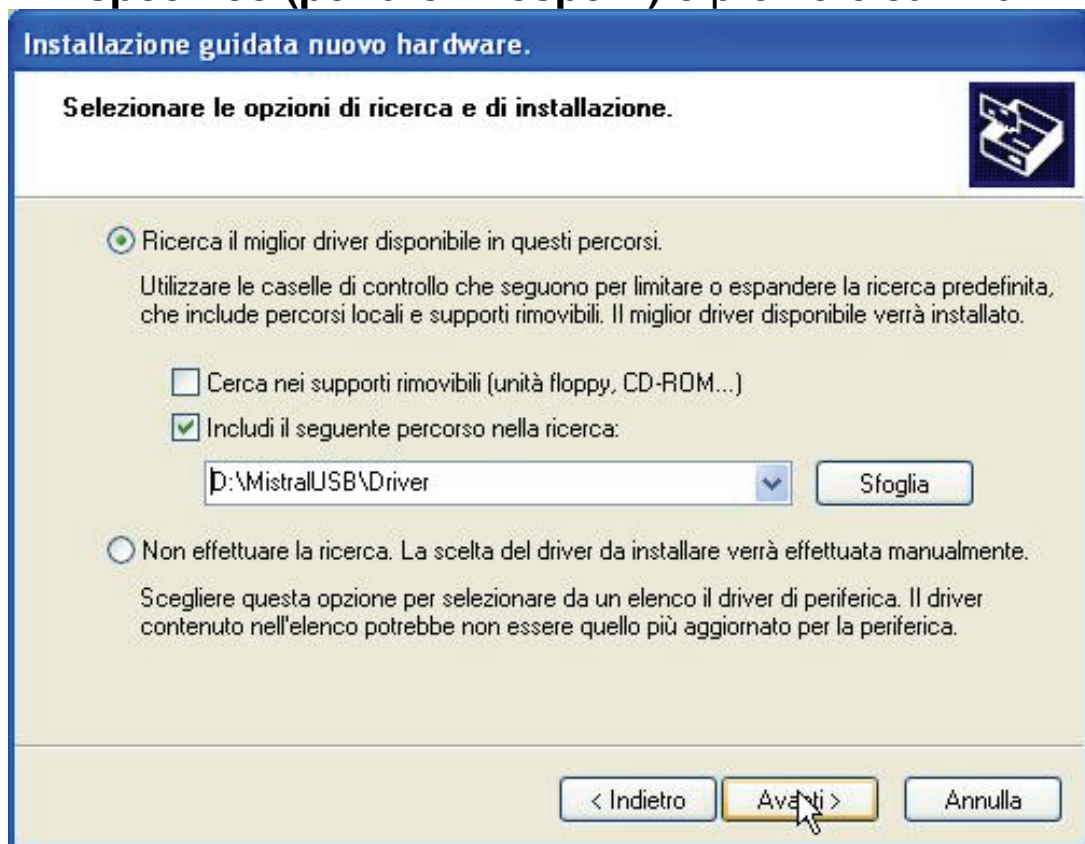 Installazione guidata nuovo hardware.
Selezionare le opzioni di ricerca e di installazione.
Ricerca il miglior driver disponibile in questi percorsi.
Utilizzare le caselle di controllo che seguono per limitare o espandere la ricerca predefinita,
che include percorsi locali e supporti rimovibili. Il miglior driver disponibile verrà installato.
Cerca nei supporti rimovibili (unità floppy, CD-ROM...)
Includi il seguente percorso nella ricerca:
D:\MistralUSB\Driver
Sfoglia
Non effettuare la ricerca. La scelta del driver da installare verrà effettuata manualmente.
Scegliere questa opzione per selezionare da un elenco il driver di periferica. Il driver
contenuto nell'elenco potrebbe non essere quello più aggiornato per la periferica.
< Indietro Avanti > Annulla